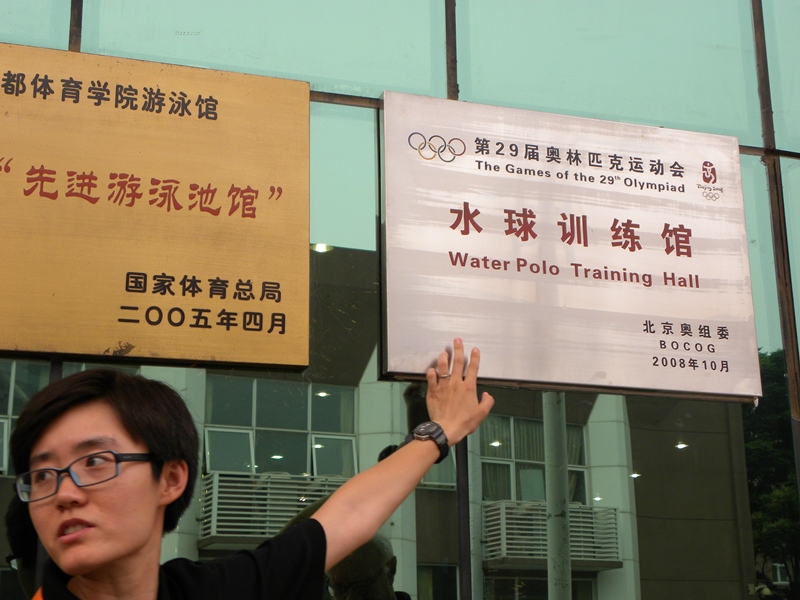 都体育学院游泳馆
“先进游泳池馆”
国家体育总局
二〇〇五年四月
第29届奥林匹克运动会
The Games of the 29th Olympiad
Beijing 2008
水球训练馆
Water Polo Training Hall
北京奥组委
BOCOG
2008年10月